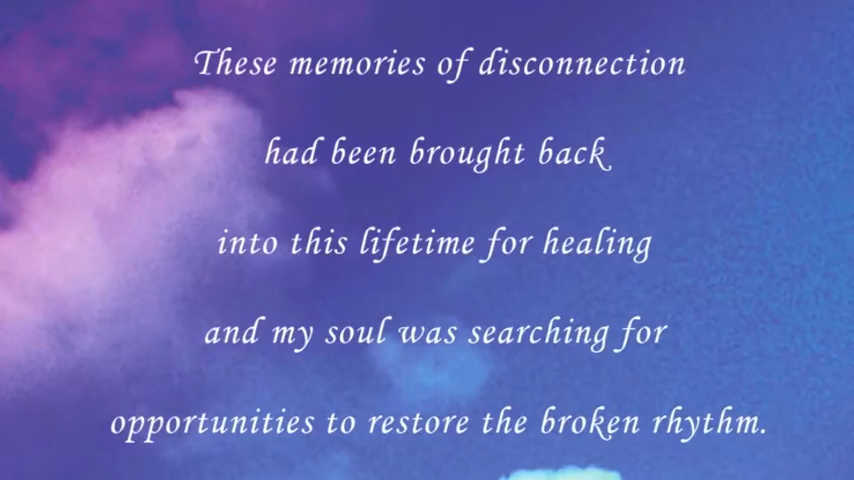 These memories of disconnection
had been brought back
into this lifetime for healing
and my soul was searching for
opportunities to restore the broken rhythm.